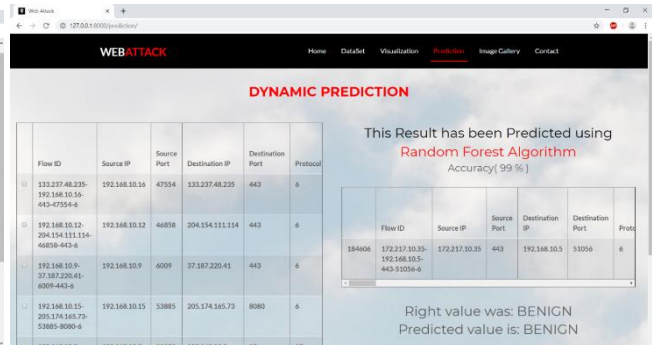 Web Attack
127.0.0.1:8000/prediction/
WEBATTACK
Home DataSet Visualization Prediction Image Gallery Contact
DYNAMIC PREDICTION
Flow ID Source IP Source Port Destination IP Destination Port Protocol
133.237.48.235-192.168.10.16-443-47554-6 192.168.10.16 47554 133.237.48.235 443 6
192.168.10.12-204.154.111.114-46858-443-6 192.168.10.12 46858 204.154.111.114 443 6
192.168.10.9-37.187.220.41-6009-443-6 192.168.10.9 6009 37.187.220.41 443 6
192.168.10.15-205.174.165.73-53885-8080-6 192.168.10.15 53885 205.174.165.73 8080 6
This Result has been Predicted using
Random Forest Algorithm
Accuracy( 99 % )
Flow ID Source IP Source Port Destination IP Destination Port Protc
184606 172.217.10.35-192.168.10.5-443-51056-6 172.217.10.35 443 192.168.10.5 51056 6
Right value was: BENIGN
Predicted value is: BENIGN